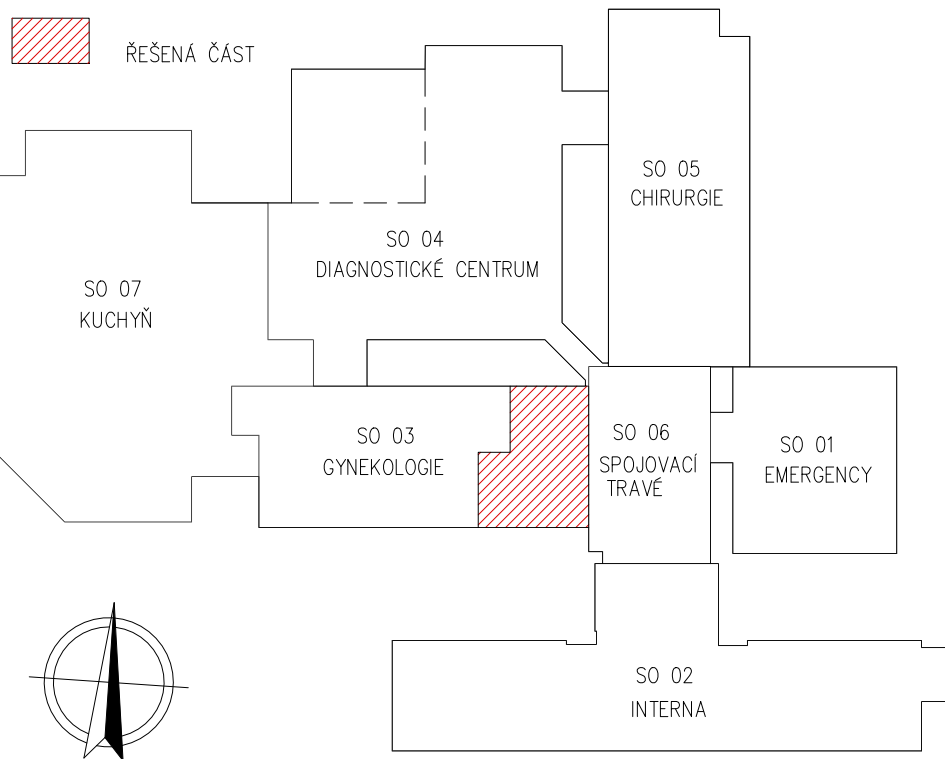 ŘEŠENÁ ČÁST
SO 05
CHIRURGIE
SO 04
DIAGNOSTICKÉ CENTRUM
SO 07
KUCHYŇ
SO 03
GYNEKOLOGIE
SO 06
SPOJOVACÍ
TRAVÉ
SO 01
EMERGENCY
SO 02
INTERNA